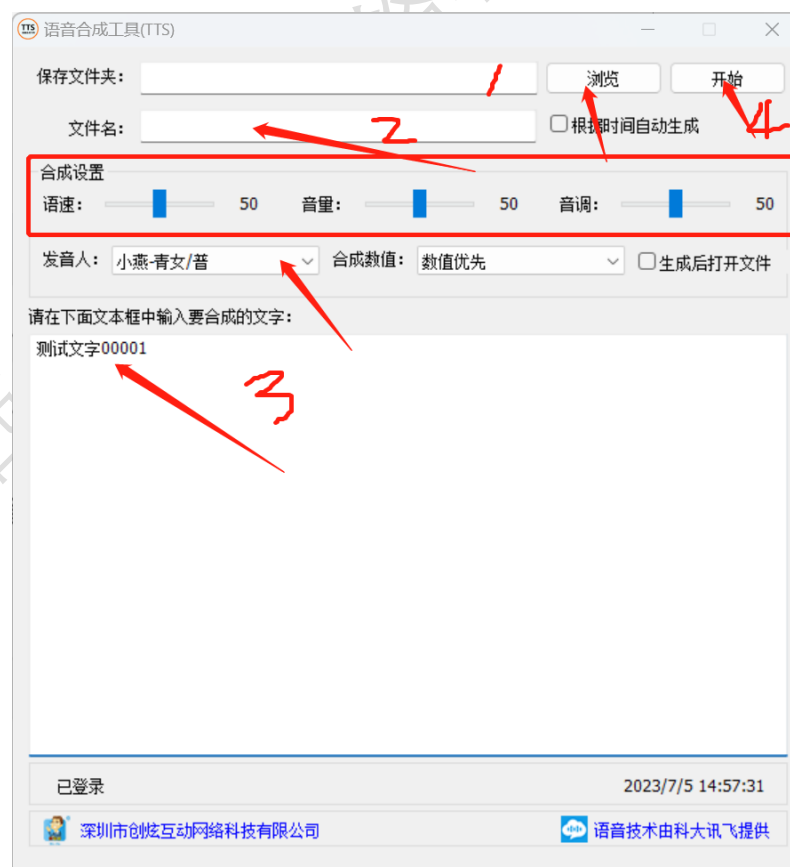 TTS 语音合成工具(TTS)
保存文件夹: 1 浏览 开始
文件名: 2 根据时间自动生成 4
合成设置
语速: 50 音量: 50 音调: 50
发音人: 小燕-青女/普 合成数值: 数值优先 生成后打开文件
请在下面文本框中输入要合成的文字:
测试文字00001
3
已登录 2023/7/5 14:57:31
深圳市创炫互动网络科技有限公司 语音技术由科大讯飞提供